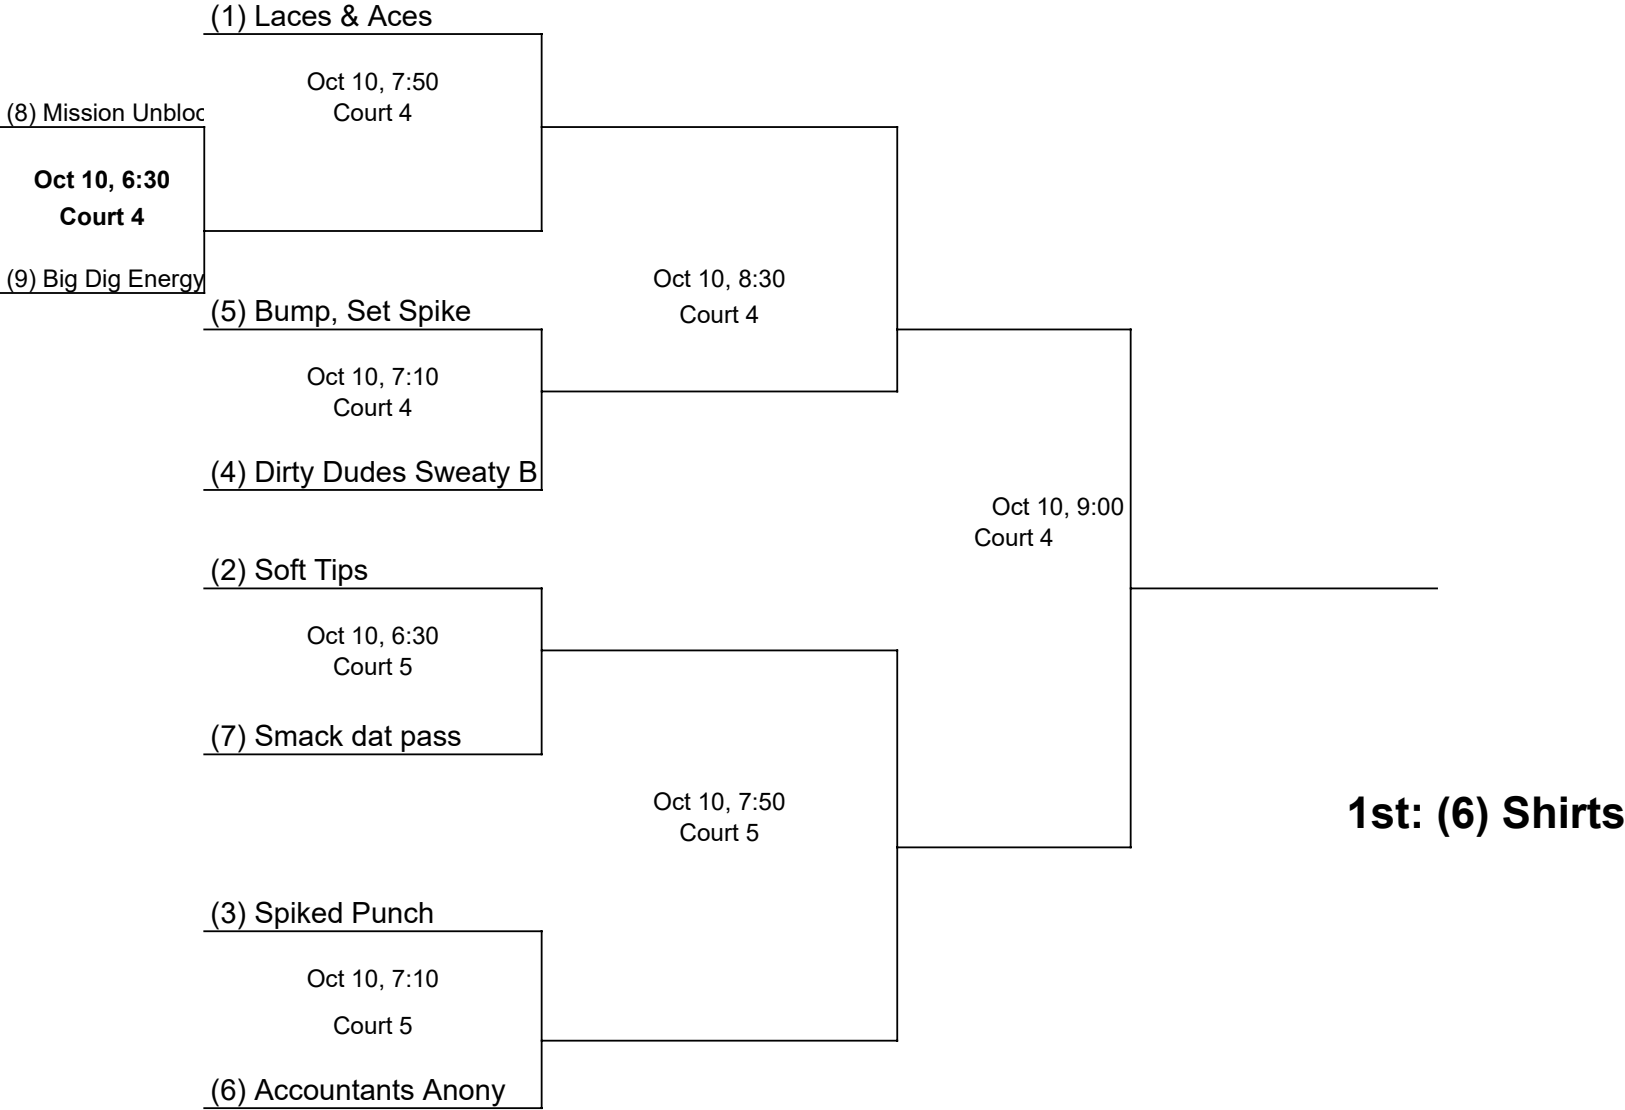 (1) Laces & Aces
Oct 10, 7:50
Court 4
(8) Mission Unbloc
Oct 10, 6:30
Court 4
(9) Big Dig Energy
Oct 10, 8:30
Court 4
(5) Bump, Set Spike
Oct 10, 7:10
Court 4
(4) Dirty Dudes Sweaty B
Oct 10, 9:00
Court 4
(2) Soft Tips
Oct 10, 6:30
Court 5
(7) Smack dat pass
Oct 10, 7:50
Court 5
1st: (6) Shirts
(3) Spiked Punch
Oct 10, 7:10
Court 5
(6) Accountants Anony